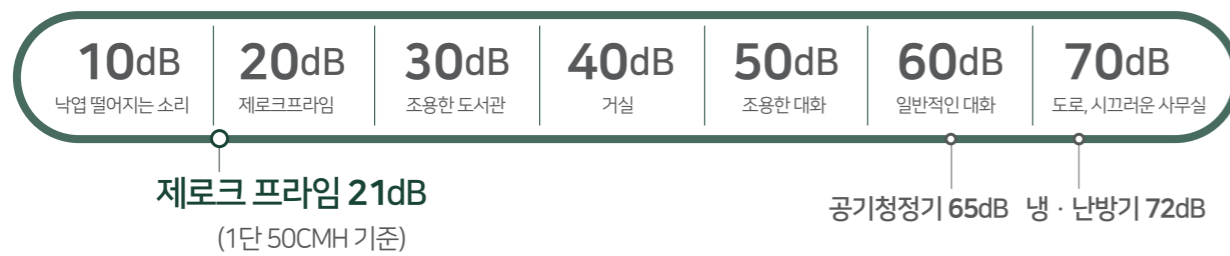 10dB 20dB 30dB 40dB 50dB 60dB 70dB
낙엽 떨어지는 소리 제로크프라임 조용한 도서관 거실 조용한 대화 일반적인 대화 도로, 시끄러운 사무실
제로크 프라임 21dB
(1단 50CMH 기준)
공기청정기 65dB 냉 · 난방기 72dB